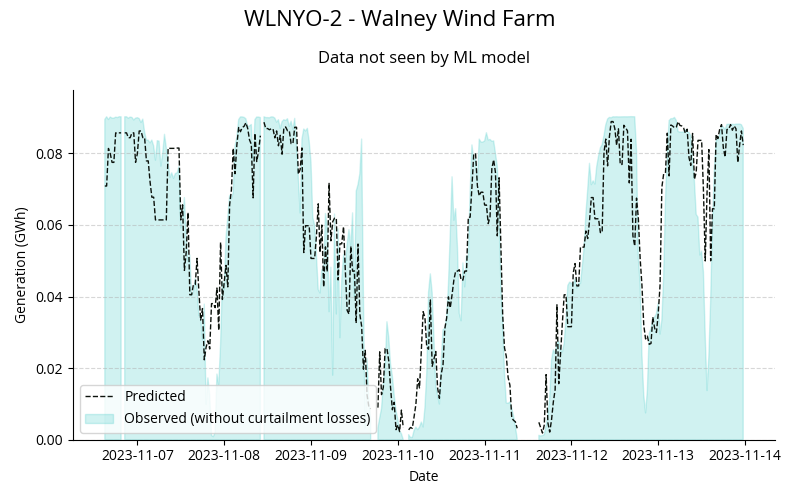 WLNYO-2 - Walney Wind Farm
Data not seen by ML model
Generation (GWh)
0.08
0.06
0.04
0.02
0.00
Predicted
Observed (without curtailment losses)
2023-11-07 2023-11-08 2023-11-09 2023-11-10 2023-11-11 2023-11-12 2023-11-13 2023-11-14
Date